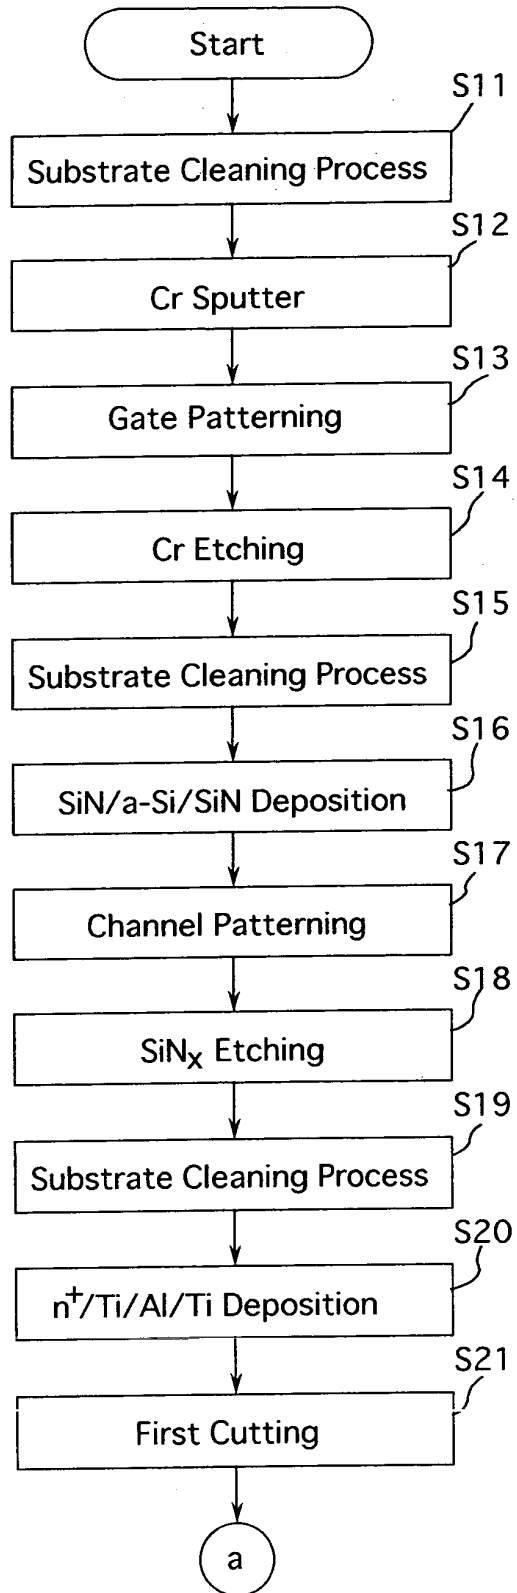 Start
S11
Substrate Cleaning Process
S12
Cr Sputter
S13
Gate Patterning
S14
Cr Etching
S15
Substrate Cleaning Process
S16
SiN/a-Si/SiN Deposition
S17
Channel Patterning
S18
SiNx Etching
S19
Substrate Cleaning Process
S20
n+/Ti/Al/Ti Deposition
S21
First Cutting
a